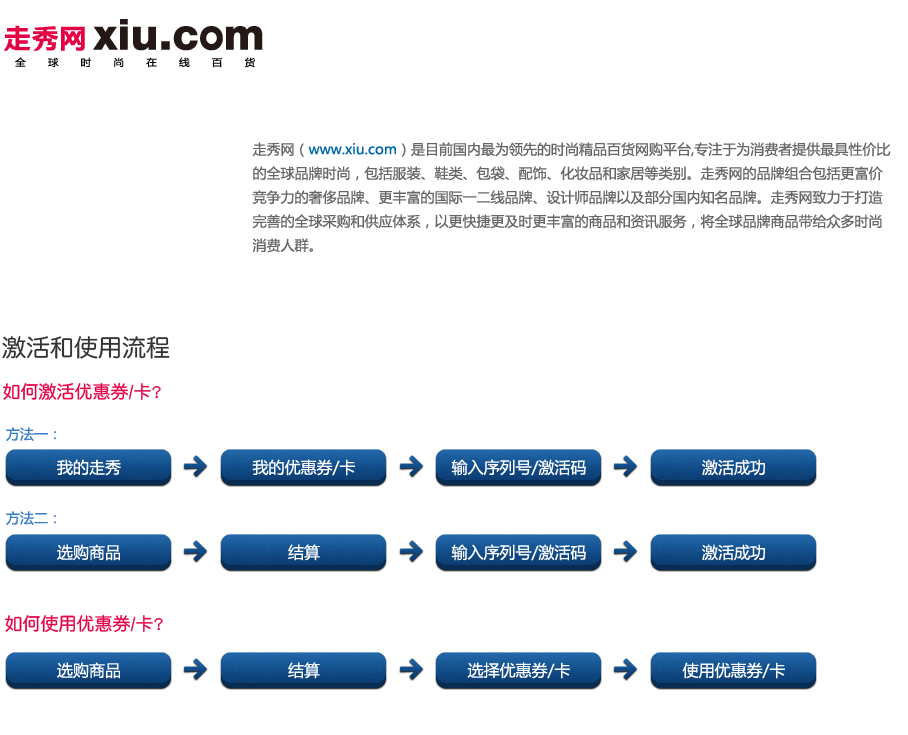 走秀网 xiu.com
全球时尚在线百货
走秀网（www.xiu.com）是目前国内最为领先的时尚精品百货网购平台,专注于为消费者提供最具性价比
的全球品牌时尚，包括服装、鞋类、包袋、配饰、化妆品和家居等类别。走秀网的品牌组合包括更富价
竞争力的奢侈品牌、更丰富的国际一二线品牌、设计师品牌以及部分国内知名品牌。走秀网致力于打造
完善的全球采购和供应体系，以更快捷更及时更丰富的商品和资讯服务，将全球品牌商品带给众多时尚
消费人群。
激活和使用流程
如何激活优惠券/卡?
方法一：
我的走秀 我的优惠券/卡 输入序列号/激活码 激活成功
方法二：
选购商品 结算 输入序列号/激活码 激活成功
如何使用优惠券/卡?
选购商品 结算 选择优惠券/卡 使用优惠券/卡